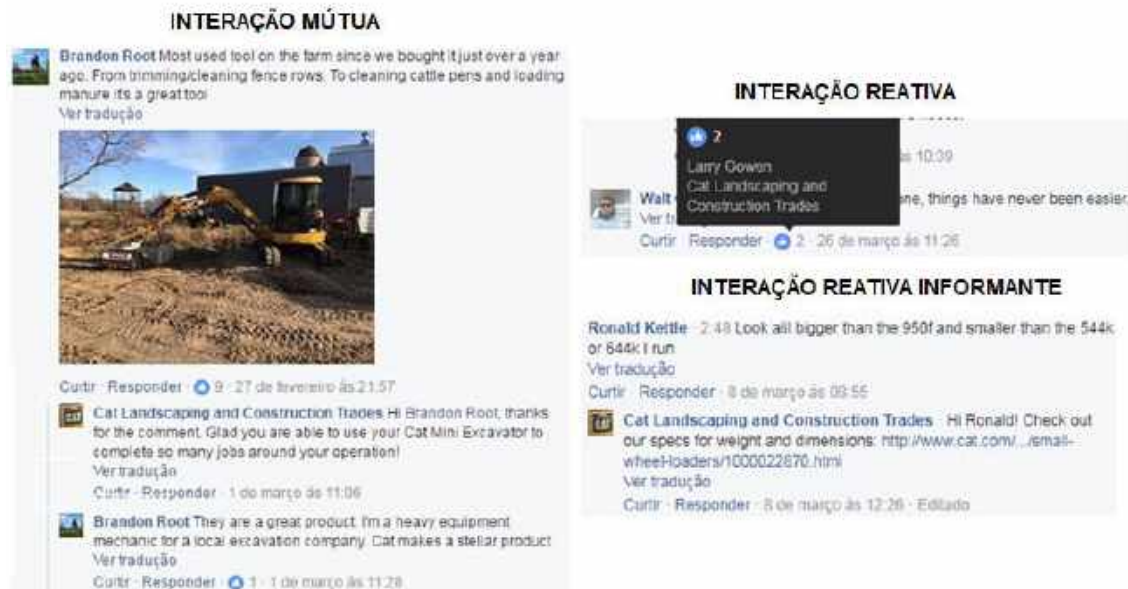 INTERAÇÃO MÚTUA
Brandon Root Most used tool on the farm since we bought it just over a year
ago. From trimming/cleaning fence rows. To cleaning cattle pens and loading
manure its a great tool
Ver tradução
Curtir · Responder · 9 · 27 de fevereiro às 21:57
Cat Landscaping and Construction Trades Hi Brandon Root, thanks
for the comment. Glad you are able to use your Cat Mini Excavator to
complete so many jobs around your operation!
Ver tradução
Curtir · Responder · 1 de março às 11:06
Brandon Root They are a great product. I'm a heavy equipment
mechanic for a local excavation company. Cat makes a stellar product
Ver tradução
Curtir · Responder · 1 · 1 de março às 11:28
INTERAÇÃO REATIVA
2
Larry Gowen
Cat Landscaping and
Construction Trades
às 10:39
Walt
one, things have never been easier.
Ver
Curtir · Responder · 2 · 26 de março às 11:26
INTERAÇÃO REATIVA INFORMANTE
Ronald Kettle · 2:48 Look all bigger than the 950f and smaller than the 544k
or 644k I run
Ver tradução
Curtir · Responder · 8 de março às 09:55
Cat Landscaping and Construction Trades · Hi Ronald! Check out
our specs for weight and dimensions: http://www.cat.com/.../small-
wheel-loaders/1000022870.html
Ver tradução
Curtir · Responder · 8 de março às 12:26 · Editado